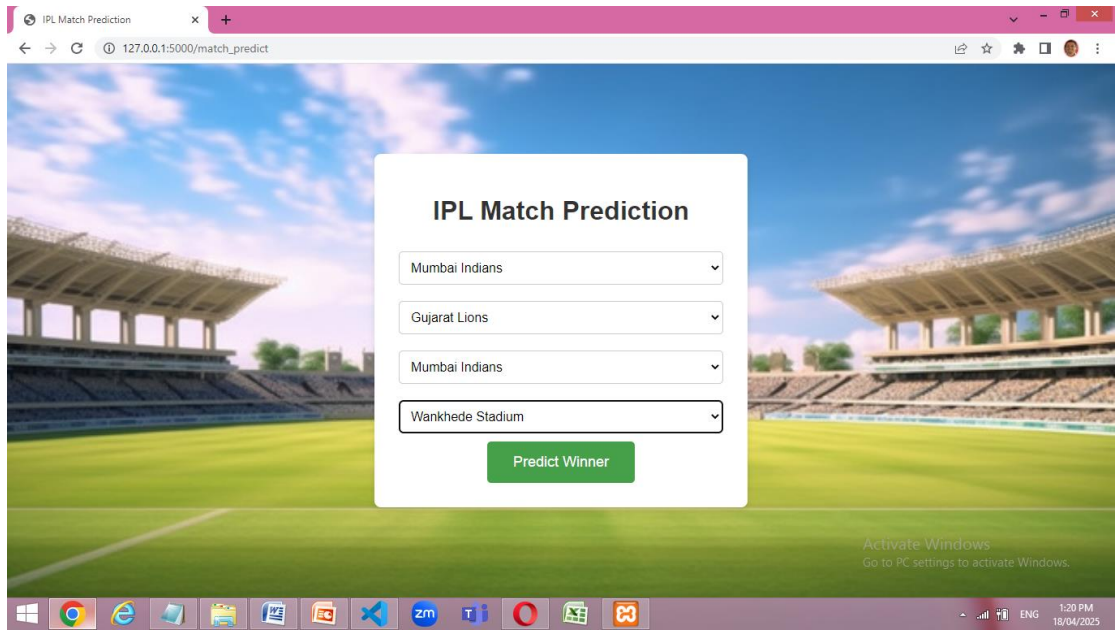 IPL Match Prediction
127.0.0.1:5000/match_predict
IPL Match Prediction
Mumbai Indians
Gujarat Lions
Mumbai Indians
Wankhede Stadium
Predict Winner
Activate Windows
Go to PC settings to activate Windows.
zm
ENG
1:20 PM
18/04/2025